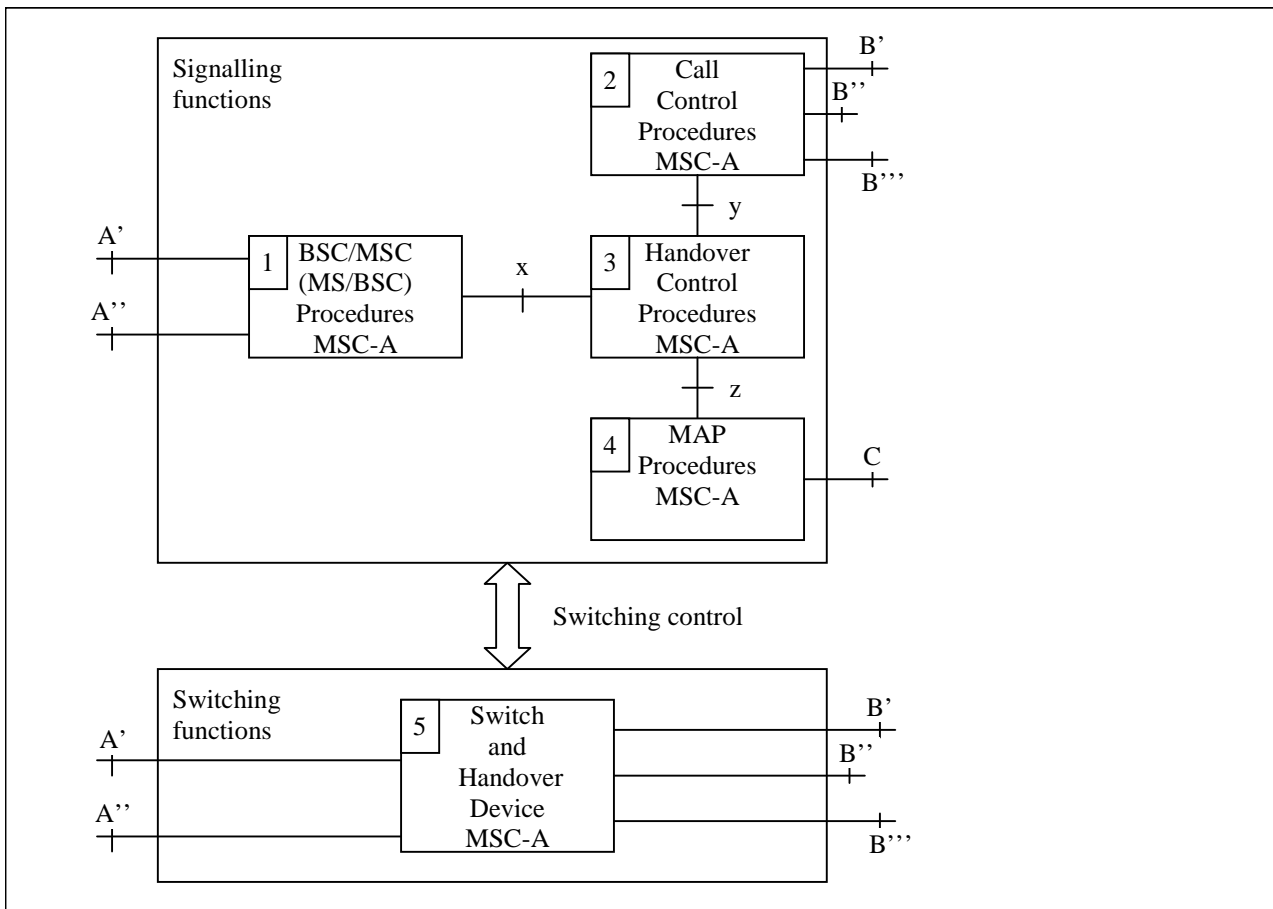 Signalling
functions
2
Call
Control
Procedures
MSC-A
B'
B’’
B’’’
y
A'
A’’
1
BSC/MSC
(MS/BSC)
Procedures
MSC-A
x
3
Handover
Control
Procedures
MSC-A
z
4
MAP
Procedures
MSC-A
C
Switching control
Switching
functions
5
Switch
and
Handover
Device
MSC-A
A'
A’’
B'
B’’
B’’’